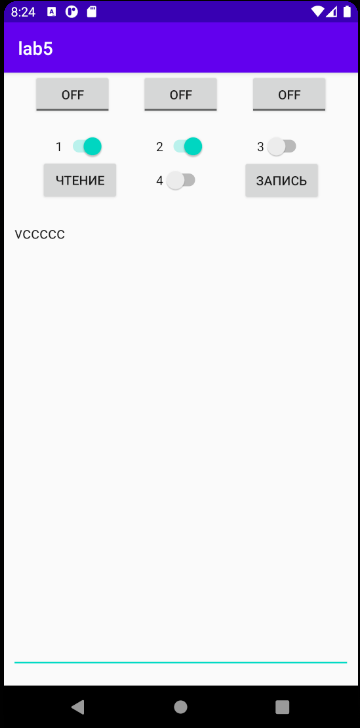 8:24
lab5
OFF OFF OFF
1 2 3
ЧТЕНИЕ 4 ЗАПИСЬ
vccccc